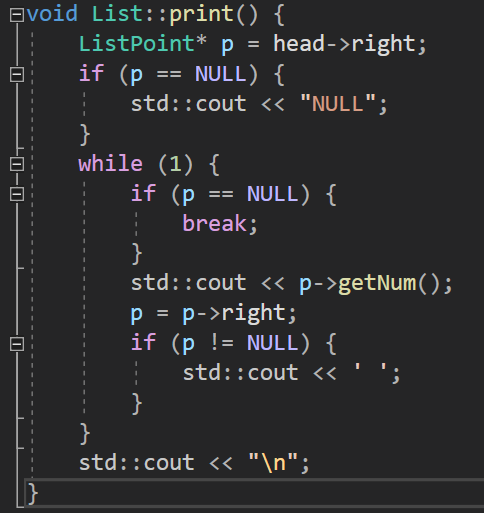 void List::print() {
    ListPoint* p = head->right;
    if (p == NULL) {
        std::cout << "NULL";
    }
    while (1) {
        if (p == NULL) {
            break;
        }
        std::cout << p->getNum();
        p = p->right;
        if (p != NULL) {
            std::cout << ' ';
        }
    }
    std::cout << "\n";
}